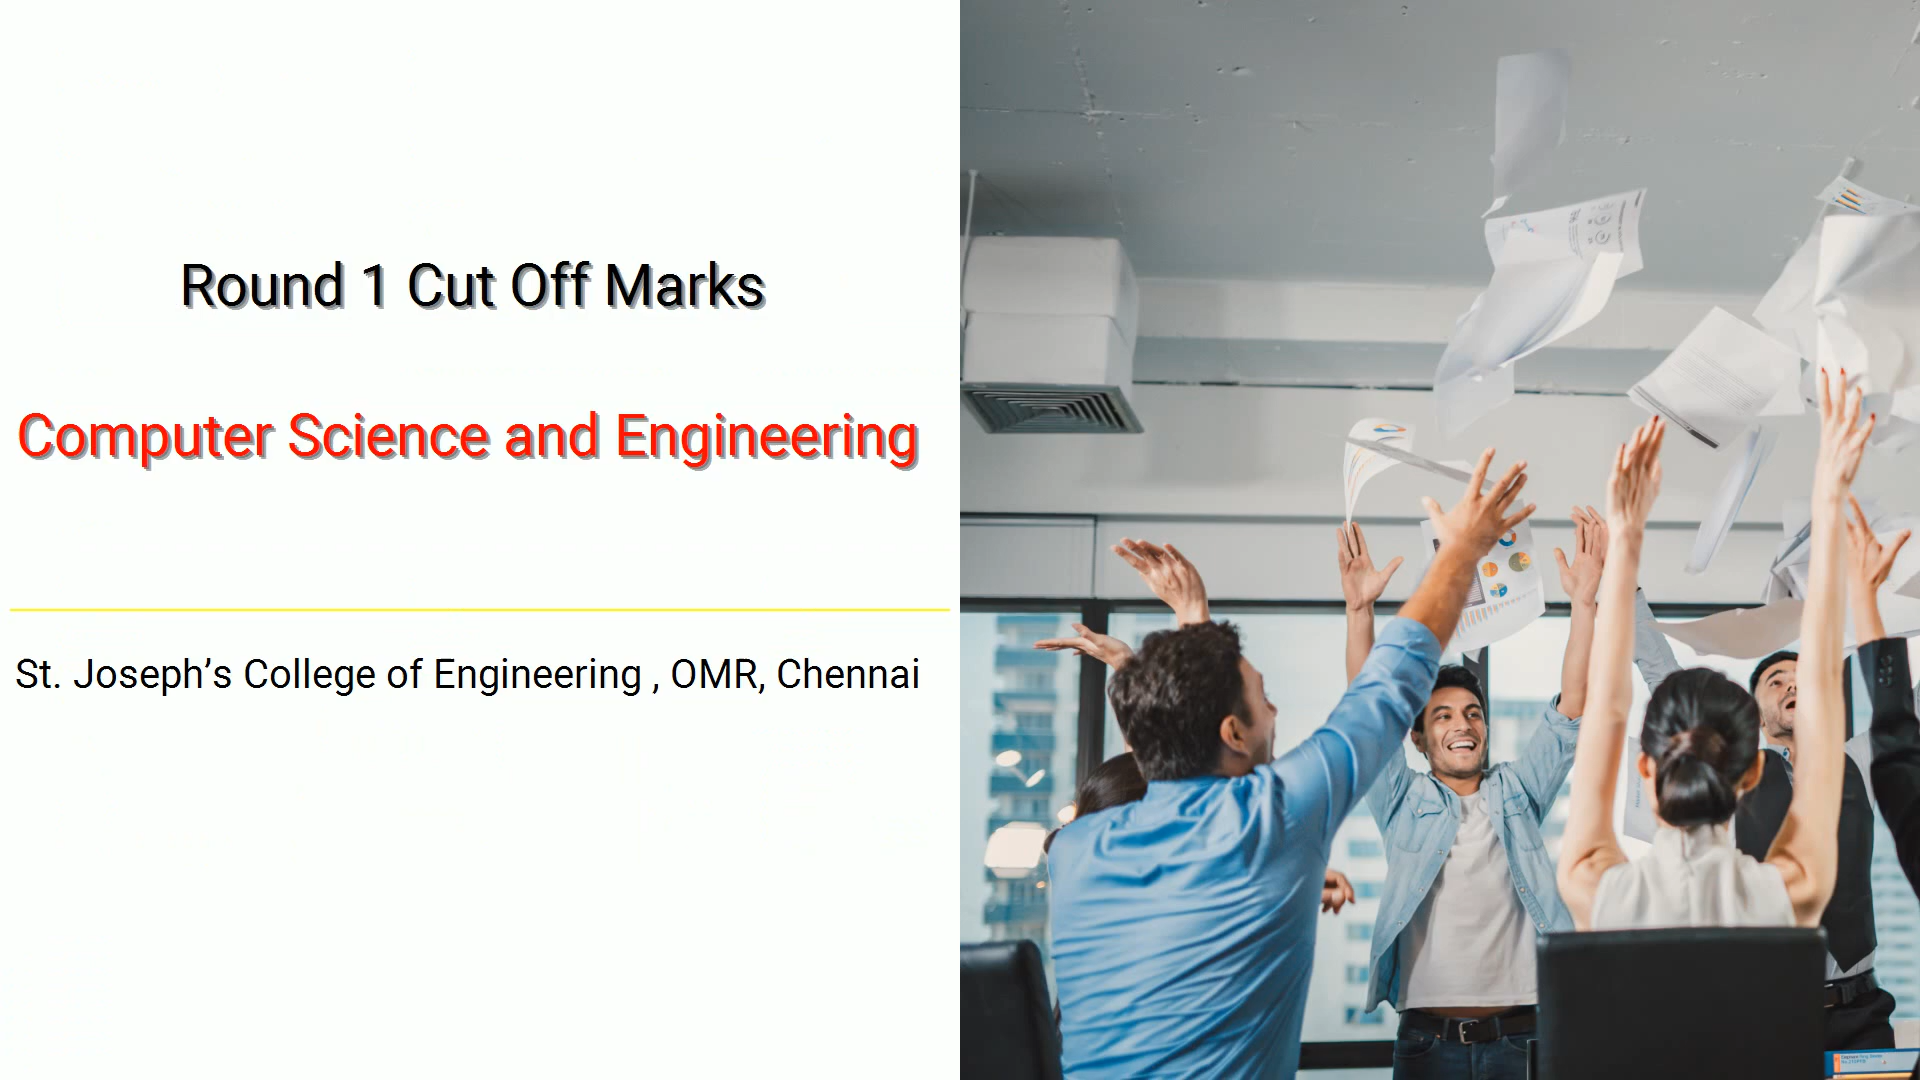 Round 1 Cut Off Marks
Computer Science and Engineering
St. Joseph’s College of Engineering , OMR, Chennai